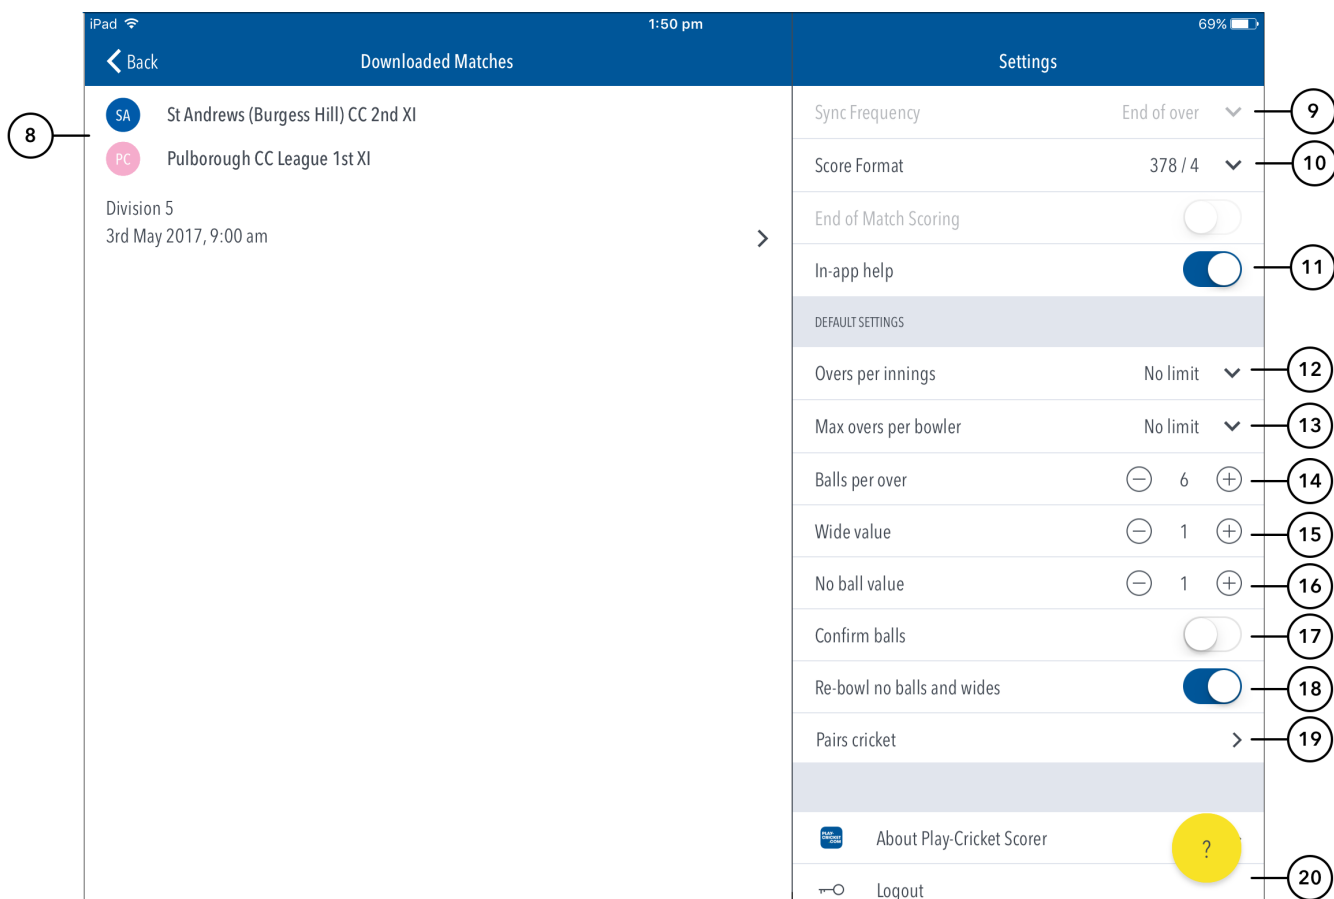 iPad 1:50 pm 69%
Back Downloaded Matches Settings
8
SA St Andrews (Burgess Hill) CC 2nd XI
PC Pulborough CC League 1st XI
Division 5
3rd May 2017, 9:00 am
Sync Frequency End of over 9
Score Format 378 / 4 10
End of Match Scoring
In-app help 11
DEFAULT SETTINGS
Overs per innings No limit 12
Max overs per bowler No limit 13
Balls per over 6 14
Wide value 1 15
No ball value 1 16
Confirm balls 17
Re-bowl no balls and wides 18
Pairs cricket 19
PLAY-
CRICKET
.COM
About Play-Cricket Scorer ?
Logout 20